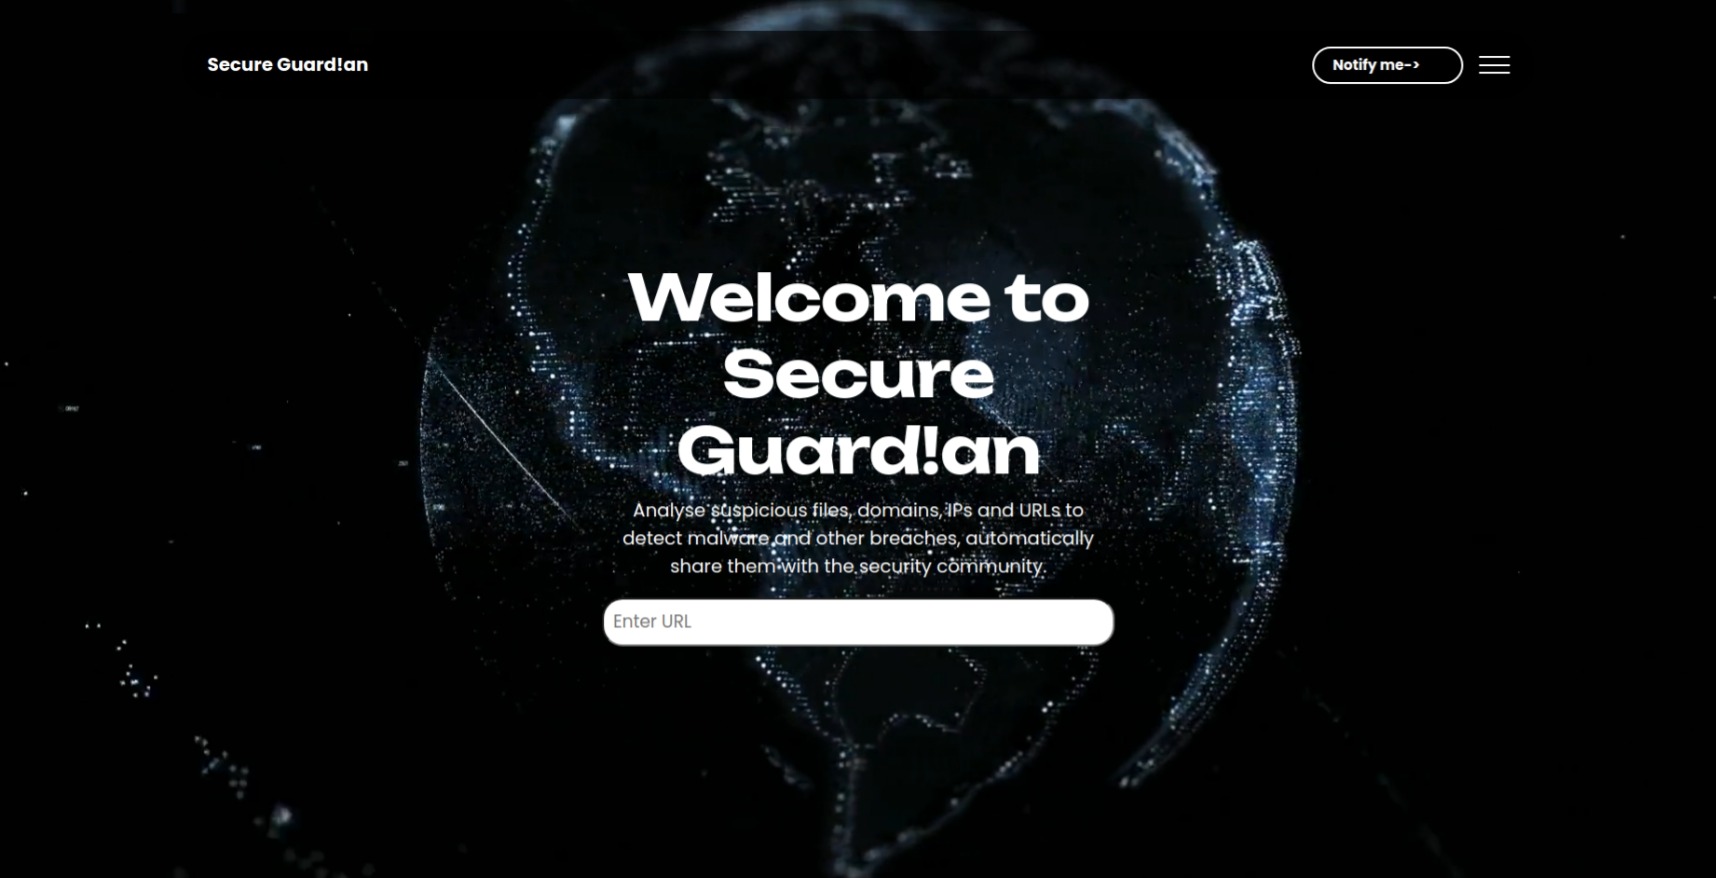 Secure Guard!an
Notify me->
Welcome to
Secure
Guard!an
Analyse suspicious files, domains, IPs and URLs to
detect malware and other breaches, automatically
share them with the security community.
Enter URL